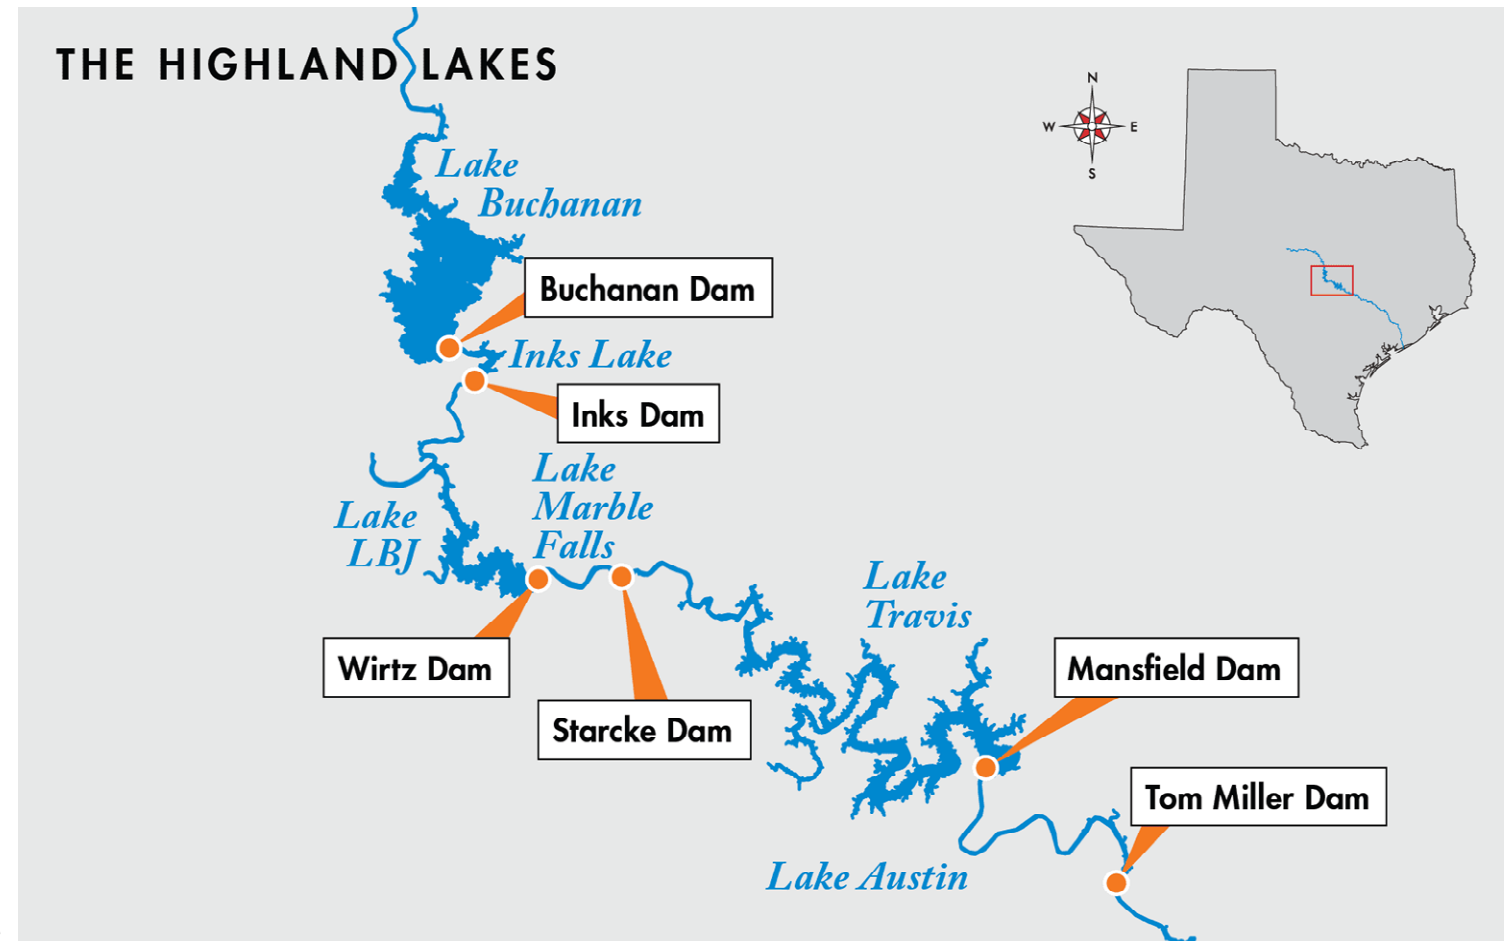 THE HIGHLAND LAKES
N
W
E
S
Lake
Buchanan
Buchanan Dam
Inks Lake
Inks Dam
Lake
Marble
Falls
Lake
LBJ
Lake
Travis
Wirtz Dam
Mansfield Dam
Starcke Dam
Tom Miller Dam
Lake Austin